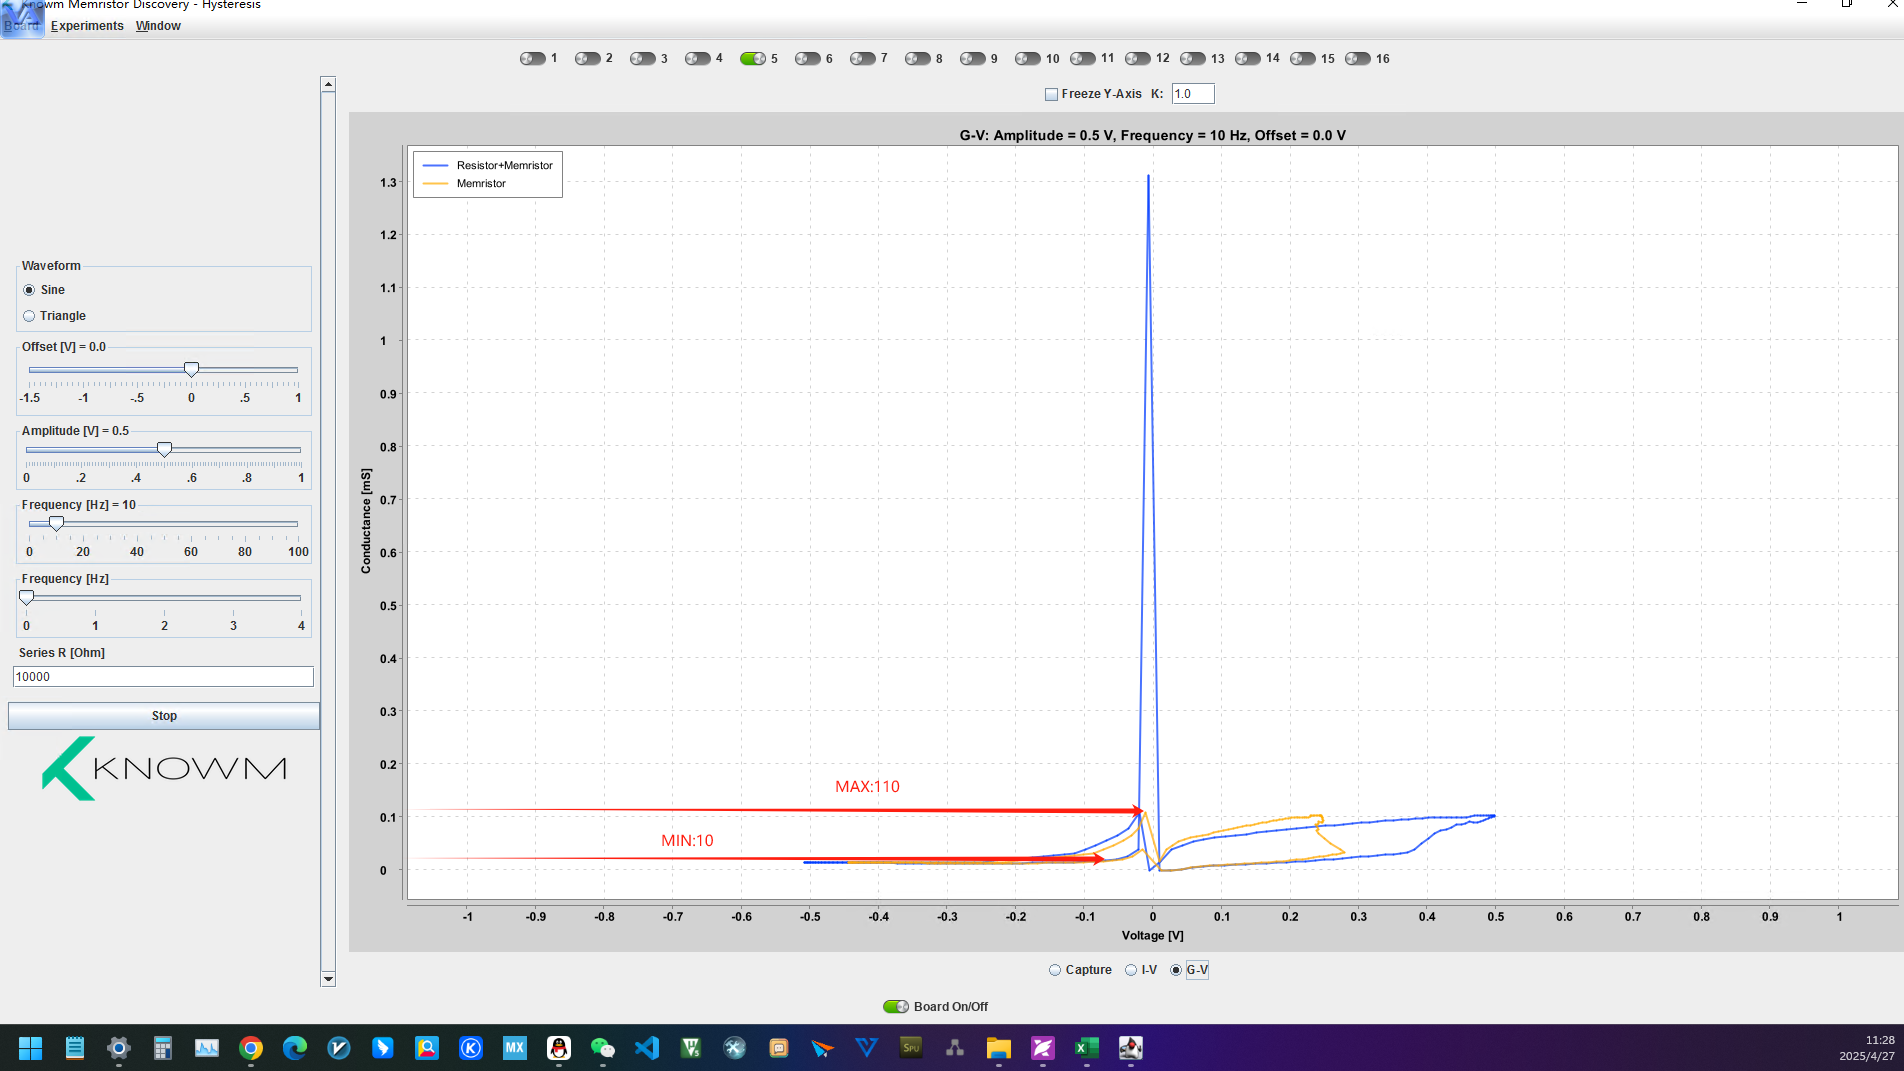 Knowm Memristor Discovery - Hysteresis
Board Experiments Window
1 2 3 4 5 6 7 8 9 10 11 12 13 14 15 16
Freeze Y-Axis K: 1.0
G-V: Amplitude = 0.5 V, Frequency = 10 Hz, Offset = 0.0 V
Resistor+Memristor
Memristor
Waveform
Sine
Triangle
Offset [V] = 0.0
-1.5 -1 -.5 0 .5 1
Amplitude [V] = 0.5
0 .2 .4 .6 .8 1
Frequency [Hz] = 10
0 20 40 60 80 100
Frequency [Hz]
0 1 2 3 4
Series R [Ohm]
10000
Stop
KNOWM
Conductance [mS]
1.3
1.2
1.1
1
0.9
0.8
0.7
0.6
0.5
0.4
0.3
0.2
0.1
0
MAX:110
MIN:10
-1 -0.9 -0.8 -0.7 -0.6 -0.5 -0.4 -0.3 -0.2 -0.1 0 0.1 0.2 0.3 0.4 0.5 0.6 0.7 0.8 0.9 1
Voltage [V]
Capture I-V G-V
Board On/Off
MX
SPU
11:28
2025/4/27